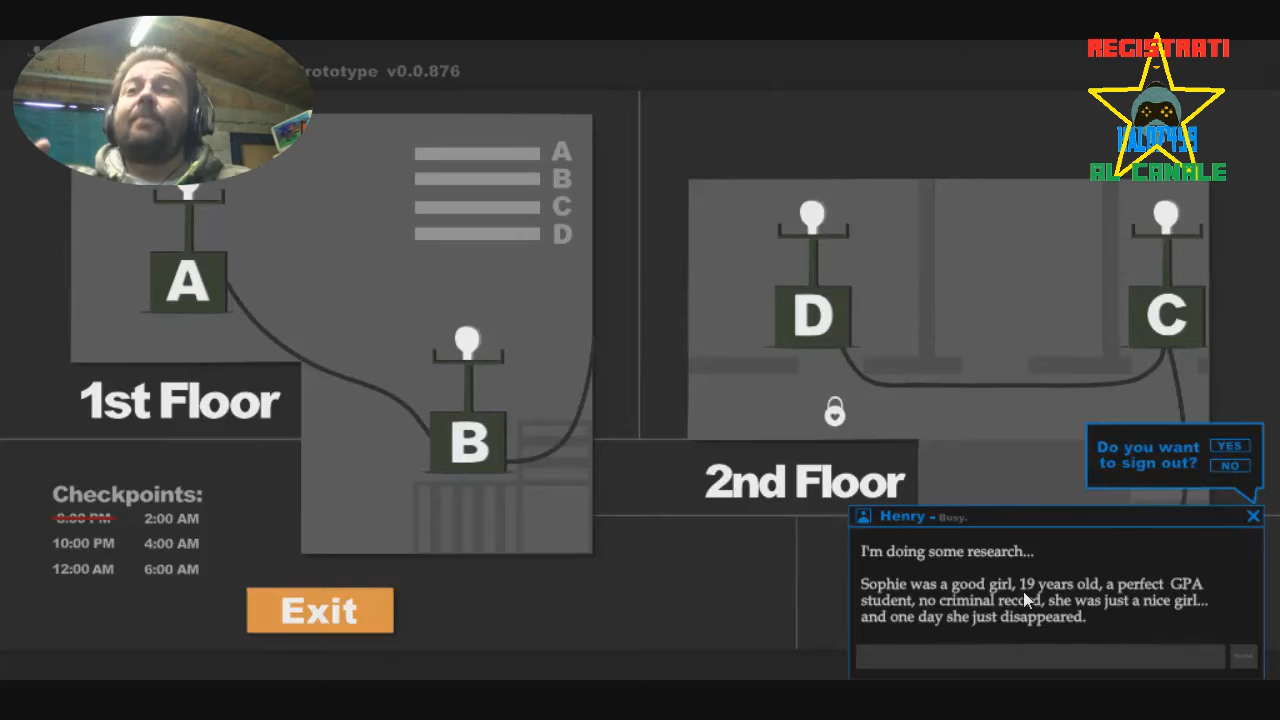 rototype v0.0.876
REGISTRATI
AL CANALE
A
B
C
D
A
B
D
C
1st Floor
2nd Floor
Checkpoints:
8:00 PM 2:00 AM
10:00 PM 4:00 AM
12:00 AM 6:00 AM
Exit
Do you want
to sign out?
YES
NO
Henry - Busy.
I'm doing some research...
Sophie was a good girl, 19 years old, a perfect GPA
student, no criminal record, she was just a nice girl...
and one day she just disappeared.